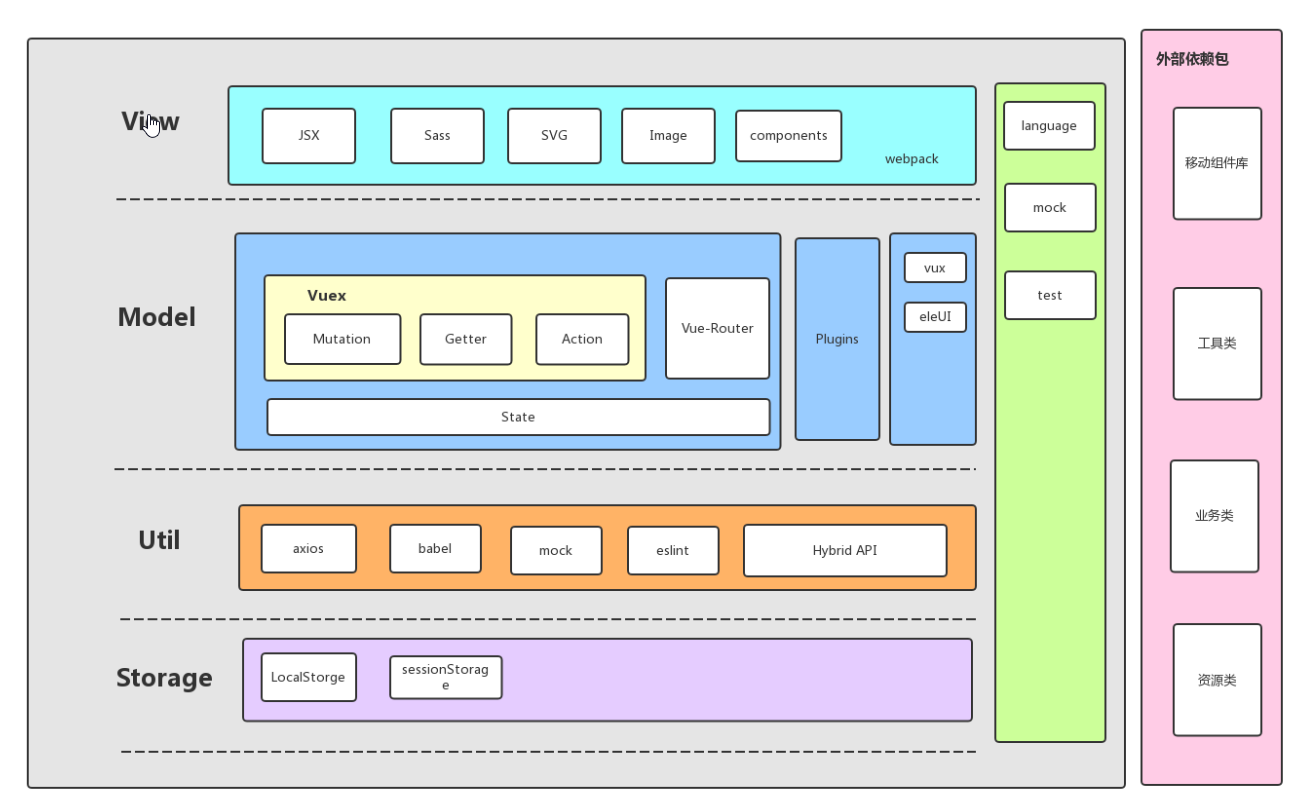 View
JSX
Sass
SVG
Image
components
webpack
Model
Vuex
Mutation
Getter
Action
Vue-Router
State
Plugins
vux
eleUI
Util
axios
babel
mock
eslint
Hybrid API
Storage
LocalStorge
sessionStorag
e
language
mock
test
外部依赖包
移动组件库
工具类
业务类
资源类